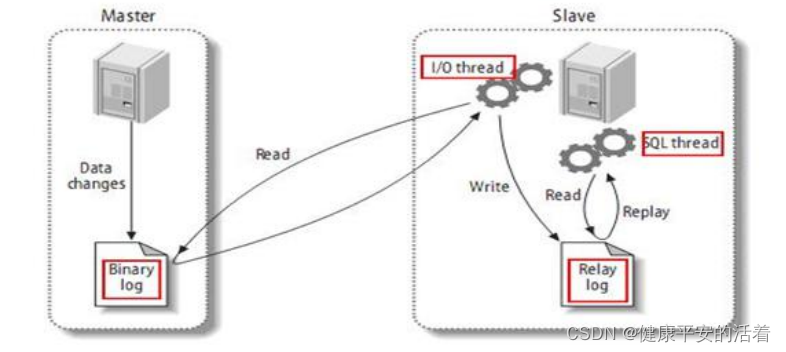 Master
Slave
I/O thread
SQL thread
Data
changes
Read
Write
Read
Replay
Binary
log
Relay
log
CSDN @健康平安的活着